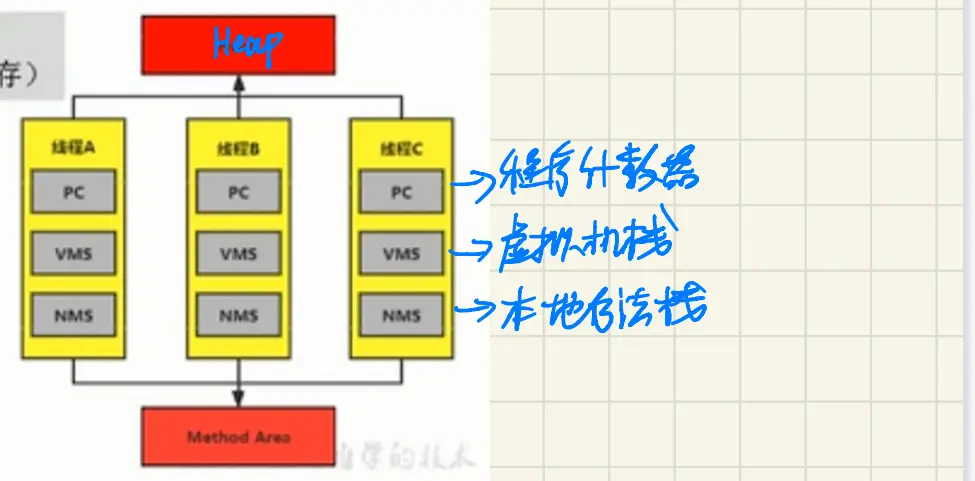 Heap
存）
线程A
线程B
线程C
PC
PC
PC
→程序计数器
VMS
VMS
VMS
→虚拟机栈
NMS
NMS
NMS
→本地方法栈
Method Area
自学的技术